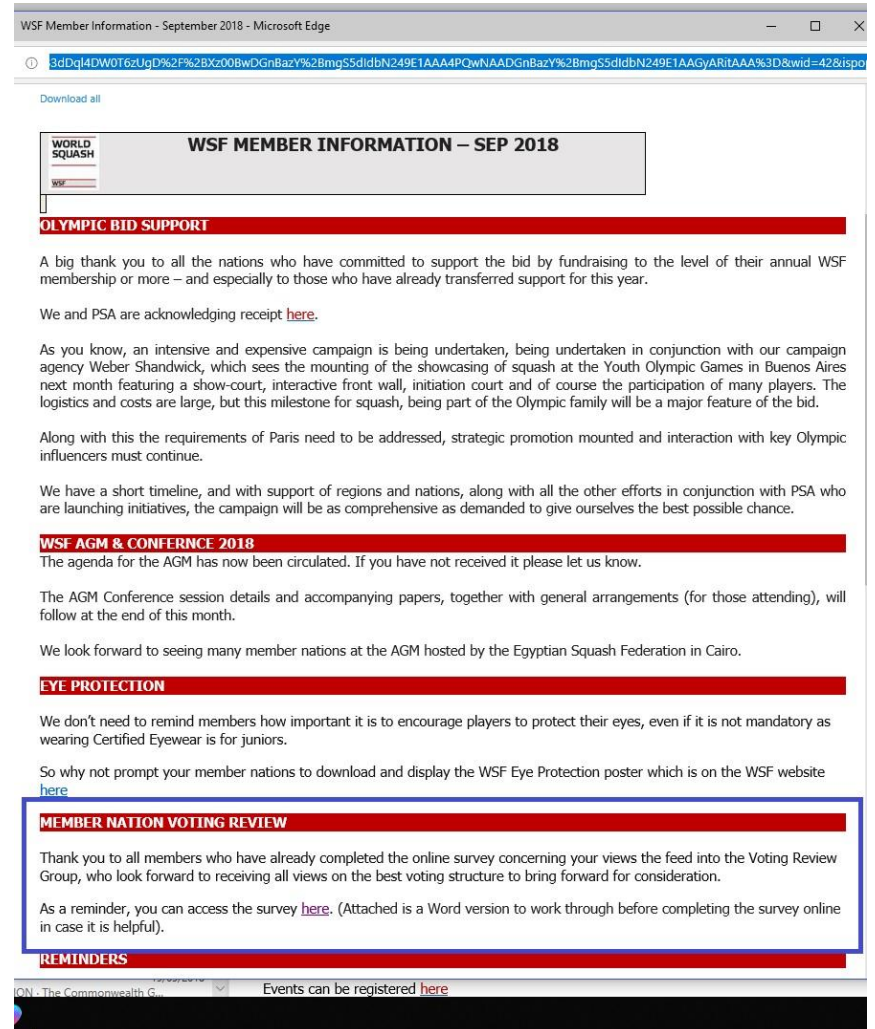 WSF Member Information - September 2018 - Microsoft Edge
3dDql4DW0T6zUgD%2F%2BXz00BwDGnBazY%2BmgS5dIdbN249E1AAA4PQwNAADGnBazY%2BmgS5dIdbN249E1AAGyARitAAA%3D&wid=42&ispo
Download all
WORLD
SQUASH
WSF
WSF MEMBER INFORMATION – SEP 2018
OLYMPIC BID SUPPORT
A big thank you to all the nations who have committed to support the bid by fundraising to the level of their annual WSF
membership or more – and especially to those who have already transferred support for this year.
We and PSA are acknowledging receipt here.
As you know, an intensive and expensive campaign is being undertaken, being undertaken in conjunction with our campaign
agency Weber Shandwick, which sees the mounting of the showcasing of squash at the Youth Olympic Games in Buenos Aires
next month featuring a show-court, interactive front wall, initiation court and of course the participation of many players. The
logistics and costs are large, but this milestone for squash, being part of the Olympic family will be a major feature of the bid.
Along with this the requirements of Paris need to be addressed, strategic promotion mounted and interaction with key Olympic
influencers must continue.
We have a short timeline, and with support of regions and nations, along with all the other efforts in conjunction with PSA who
are launching initiatives, the campaign will be as comprehensive as demanded to give ourselves the best possible chance.
WSF AGM & CONFERNCE 2018
The agenda for the AGM has now been circulated. If you have not received it please let us know.
The AGM Conference session details and accompanying papers, together with general arrangements (for those attending), will
follow at the end of this month.
We look forward to seeing many member nations at the AGM hosted by the Egyptian Squash Federation in Cairo.
EYE PROTECTION
We don't need to remind members how important it is to encourage players to protect their eyes, even if it is not mandatory as
wearing Certified Eyewear is for juniors.
So why not prompt your member nations to download and display the WSF Eye Protection poster which is on the WSF website
here
MEMBER NATION VOTING REVIEW
Thank you to all members who have already completed the online survey concerning your views the feed into the Voting Review
Group, who look forward to receiving all views on the best voting structure to bring forward for consideration.
As a reminder, you can access the survey here. (Attached is a Word version to work through before completing the survey online
in case it is helpful).
REMINDERS
ION - The Commonwealth G...
Events can be registered here